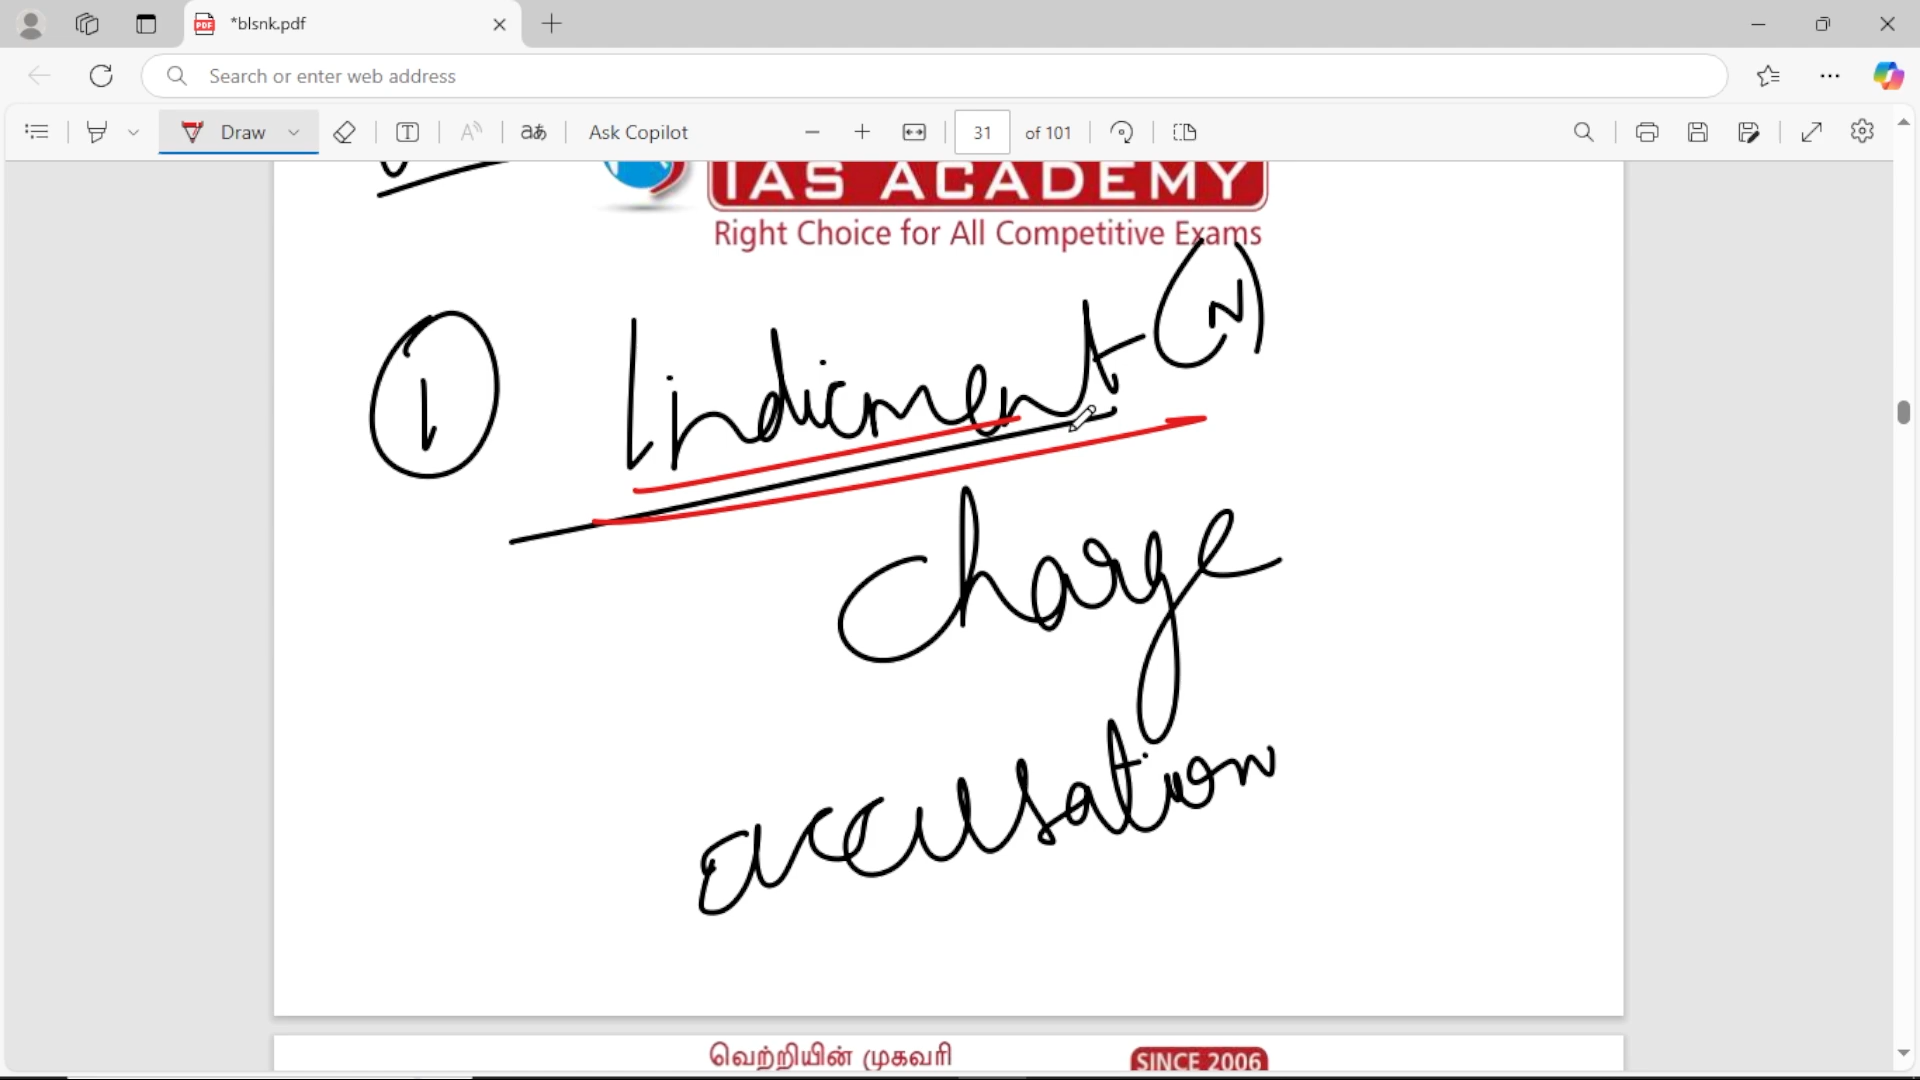 *blsnk.pdf
Search or enter web address
Draw
Ask Copilot
31 of 101
IAS ACADEMY
Right Choice for All Competitive Exams
1 Indicment (N)
charge
accusation
வெற்றியின் முகவரி
SINCE 2006